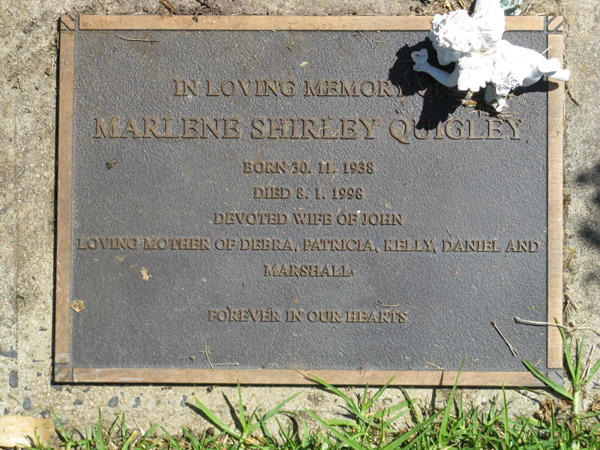 IN LOVING MEMORY
MARLENE SHIRLEY QUIGLEY
BORN 30. 11. 1938
DIED 8. 1. 1998
DEVOTED WIFE OF JOHN
LOVING MOTHER OF DEBRA, PATRICIA, KELLY, DANIEL AND
MARSHALL
FOREVER IN OUR HEARTS